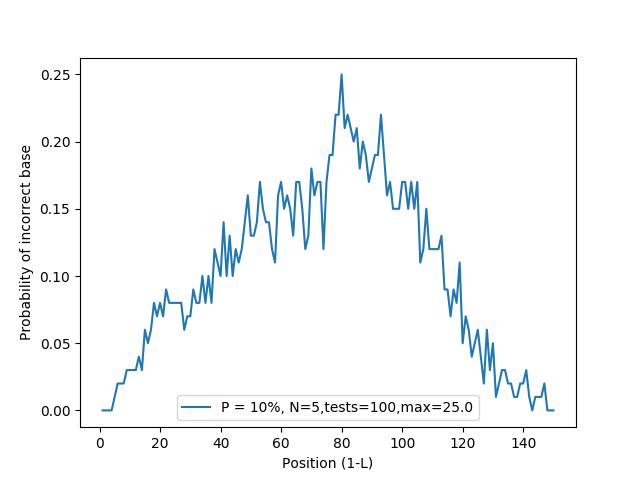 0.25
0.20
0.15
0.10
0.05
0.00
Probability of incorrect base
P = 10%, N=5,tests=100,max=25.0
0 20 40 60 80 100 120 140
Position (1-L)